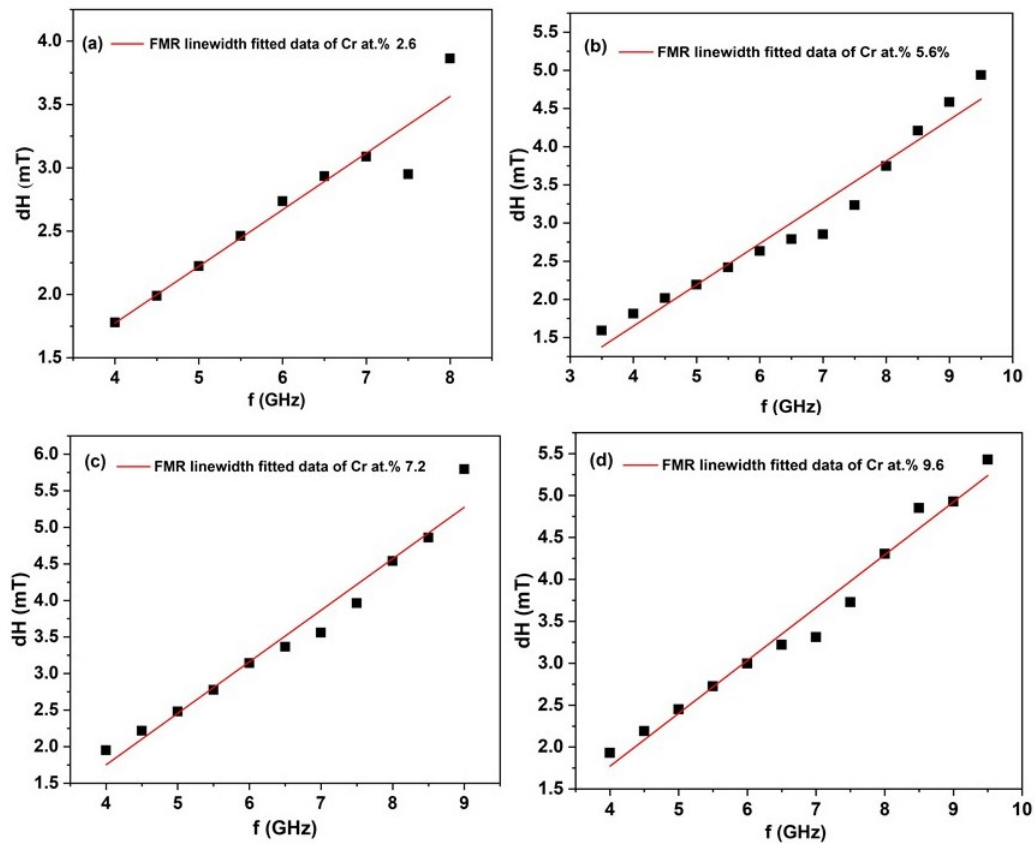 (a) FMR linewidth fitted data of Cr at.% 2.6
4.0
3.5
3.0
2.5
2.0
1.5
dH (mT)
4 5 6 7 8
f (GHz)
(b) FMR linewidth fitted data of Cr at.% 5.6%
5.5
5.0
4.5
4.0
3.5
3.0
2.5
2.0
1.5
dH (mT)
3 4 5 6 7 8 9 10
f (GHz)
(c) FMR linewidth fitted data of Cr at.% 7.2
6.0
5.5
5.0
4.5
4.0
3.5
3.0
2.5
2.0
1.5
dH (mT)
4 5 6 7 8 9
f (GHz)
(d) FMR linewidth fitted data of Cr at.% 9.6
5.5
5.0
4.5
4.0
3.5
3.0
2.5
2.0
1.5
dH (mT)
4 5 6 7 8 9 10
f (GHz)